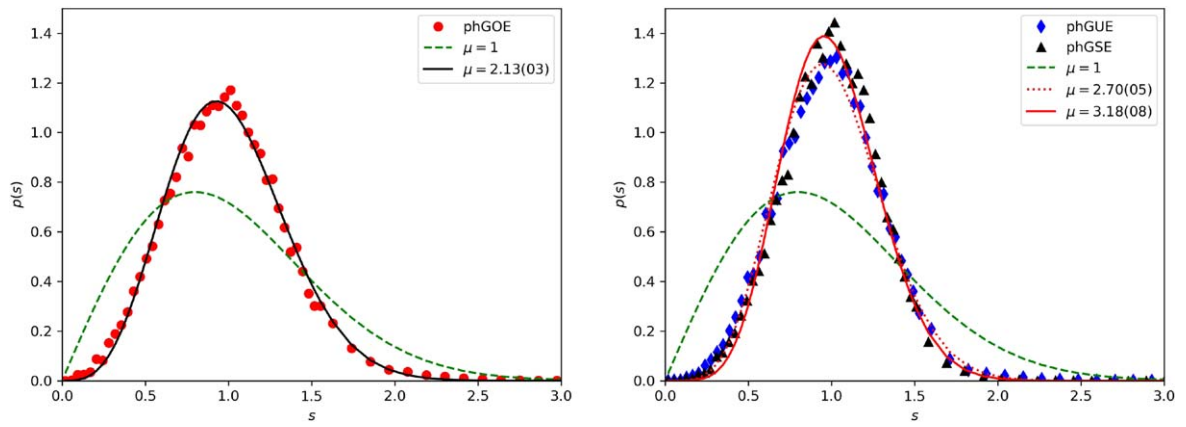 phGOE
μ = 1
μ = 2.13(03)
1.4
1.2
1.0
0.8
0.6
0.4
0.2
0.0
p(s)
0.0 0.5 1.0 1.5 2.0 2.5 3.0
s
phGUE
phGSE
μ = 1
μ = 2.70(05)
μ = 3.18(08)
1.4
1.2
1.0
0.8
0.6
0.4
0.2
0.0
p(s)
0.0 0.5 1.0 1.5 2.0 2.5 3.0
s